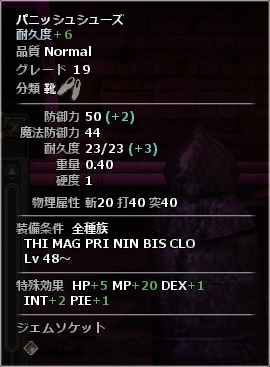 パニッシュシューズ
耐久度+6
品質 Normal
グレード 19
分類 靴
防御力 50 (+2)
魔法防御力 44
耐久度 23/23 (+3)
重量 0.40
硬度 1
物理属性 斬20 打40 突40
装備条件 全種族
THI MAG PRI NIN BIS CLO
Lv 48～
特殊効果 HP+5 MP+20 DEX+1
INT+2 PIE+1
ジェムソケット